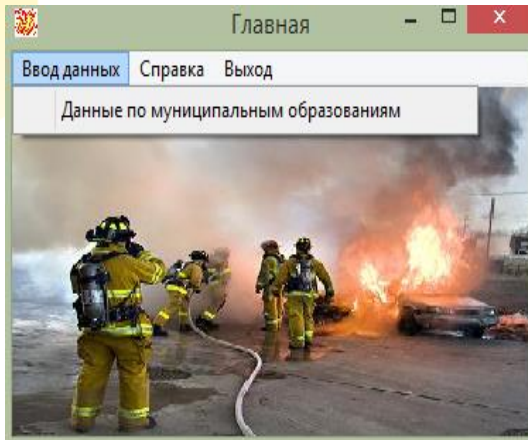 Главная
Ввод данных Справка Выход
Данные по муниципальным образованиям